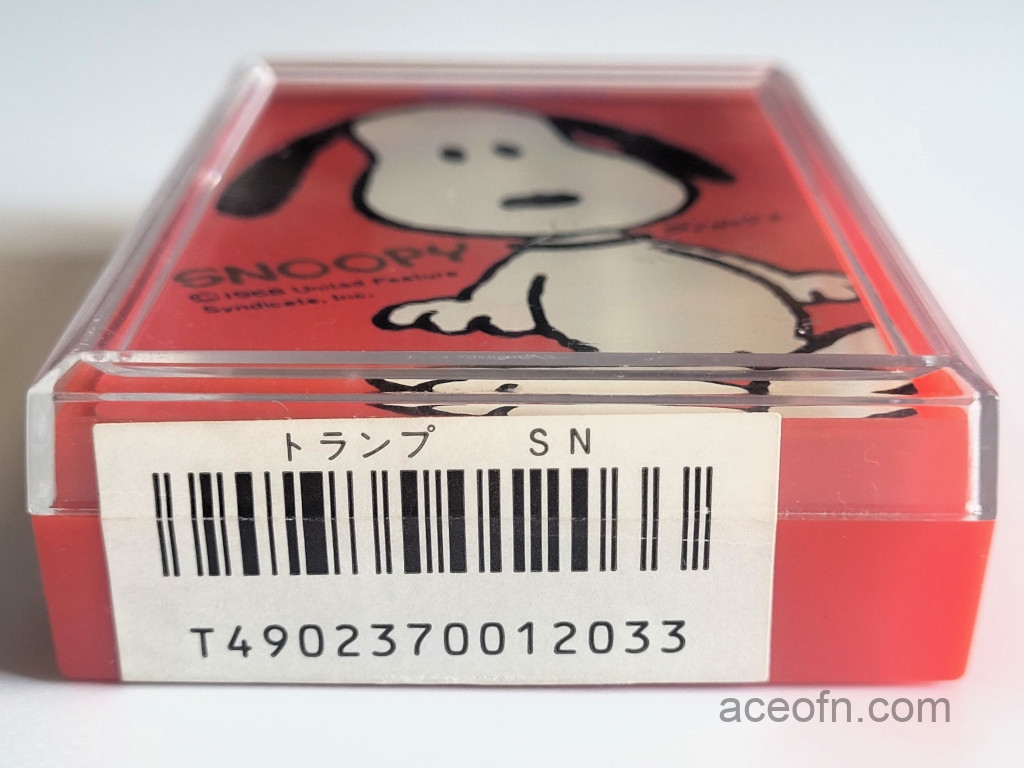 SNOOPY
©1958 United Feature
Syndicate, Inc.
トランプ SN
T4902370012033
aceofn.com